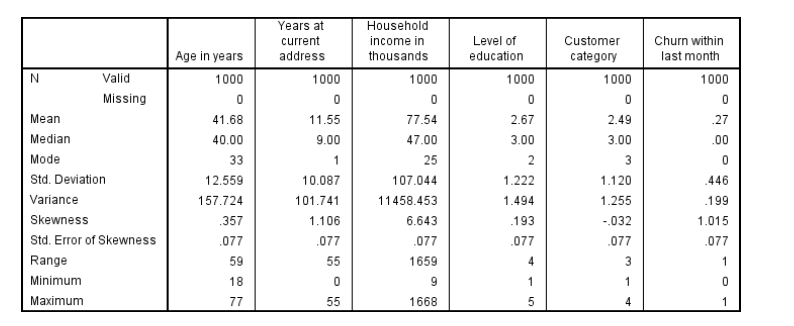 Age in years Years at current address Household income in thousands Level of education Customer category Churn within last month
N Valid 1000 1000 1000 1000 1000 1000
Missing 0 0 0 0 0 0
Mean 41.68 11.55 77.54 2.67 2.49 .27
Median 40.00 9.00 47.00 3.00 3.00 .00
Mode 33 1 25 2 3 0
Std. Deviation 12.559 10.087 107.044 1.222 1.120 .446
Variance 157.724 101.741 11458.453 1.494 1.255 .199
Skewness .357 1.106 6.643 .193 -.032 1.015
Std. Error of Skewness .077 .077 .077 .077 .077 .077
Range 59 55 1659 4 3 1
Minimum 18 0 9 1 1 0
Maximum 77 55 1668 5 4 1